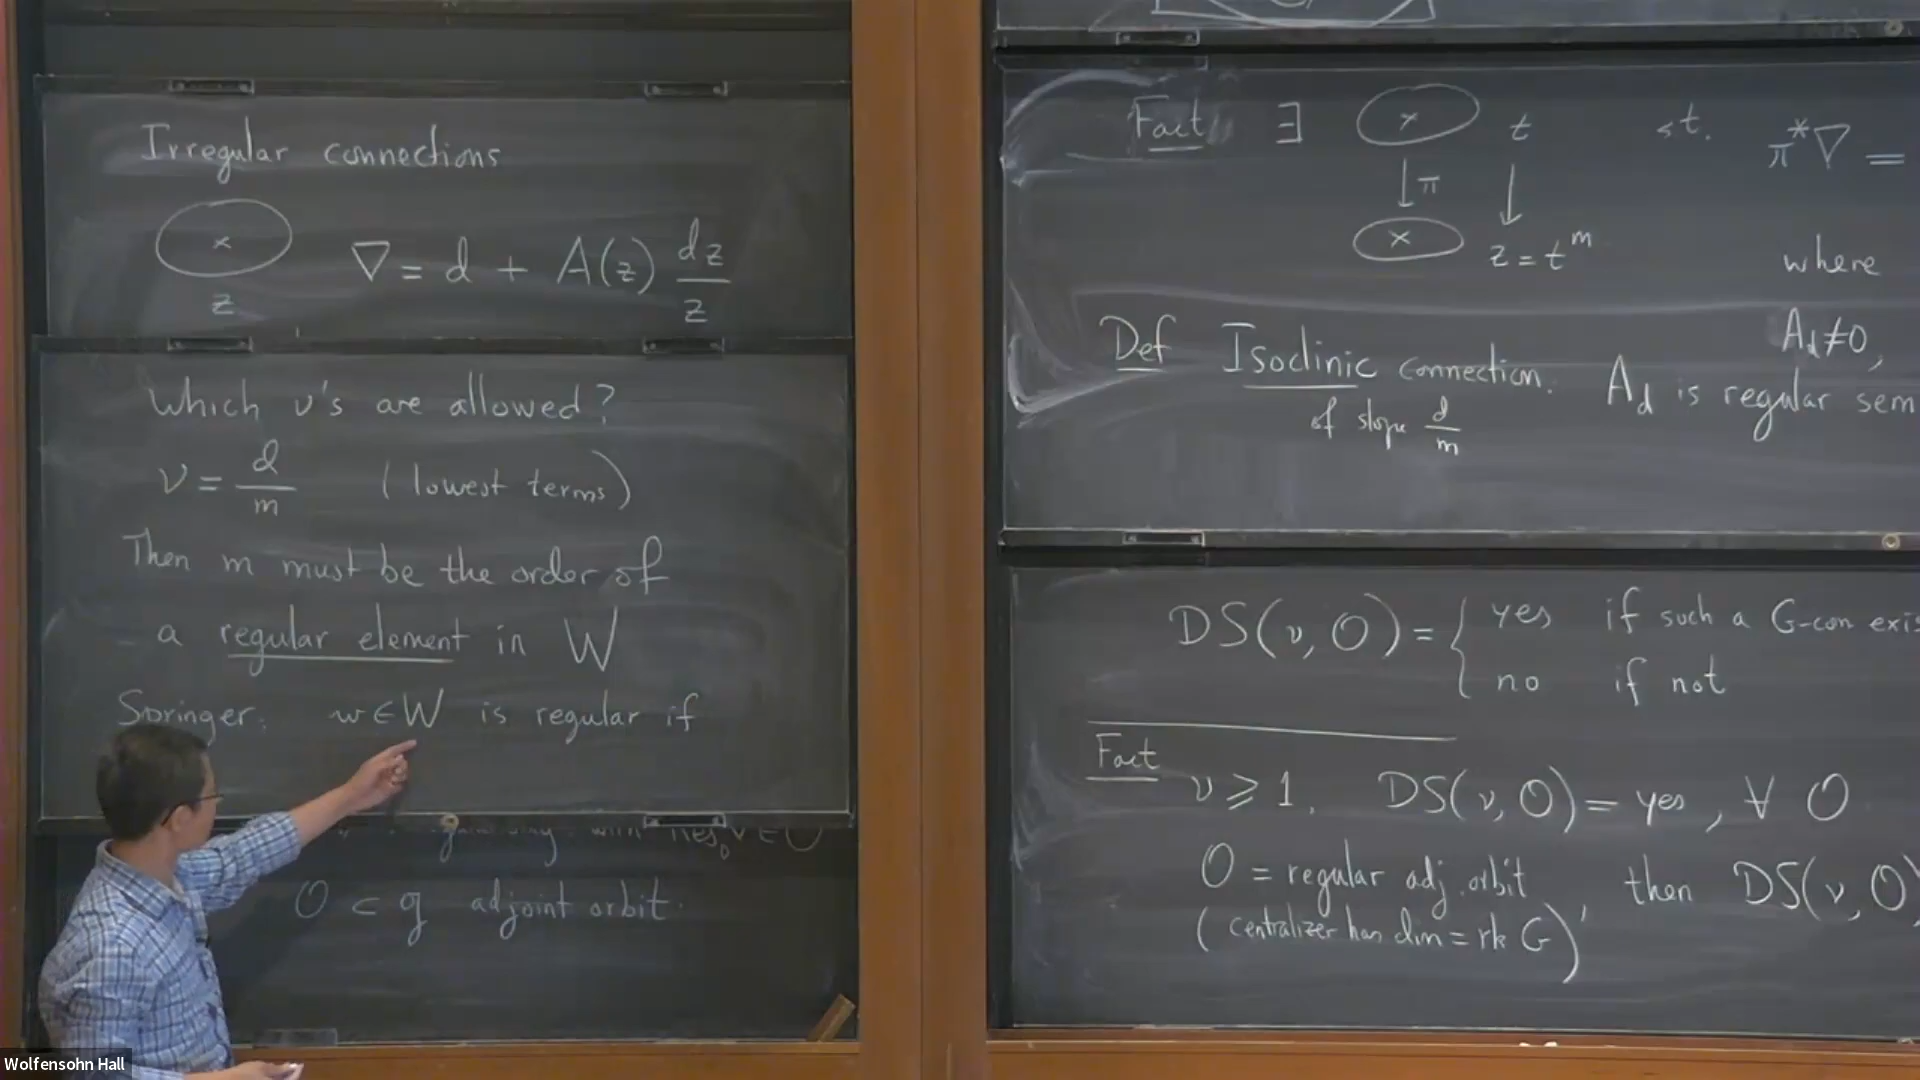 Irregular connections
×
z
∇ = d + A(z) dz/z
Which ν's are allowed?
ν = d/m (lowest terms)
Then m must be the order of
a regular element in W
Springer: w ∈ W is regular if
O ⊂ g adjoint orbit.
Fact ∃ × t s.t. π*∇ =
↓π ↓
× z = t^m
where
A_d ≠ 0,
Def Isoclinic connection. A_d is regular sem
of slope d/m
DS(ν, O) = { yes if such a G-con exis
no if not
Fact
ν ⩾ 1, DS(ν, O) = yes, ∀ O
O = regular adj. orbit, then DS(ν, O)
(centralizer has dim = rk G)
Wolfensohn Hall